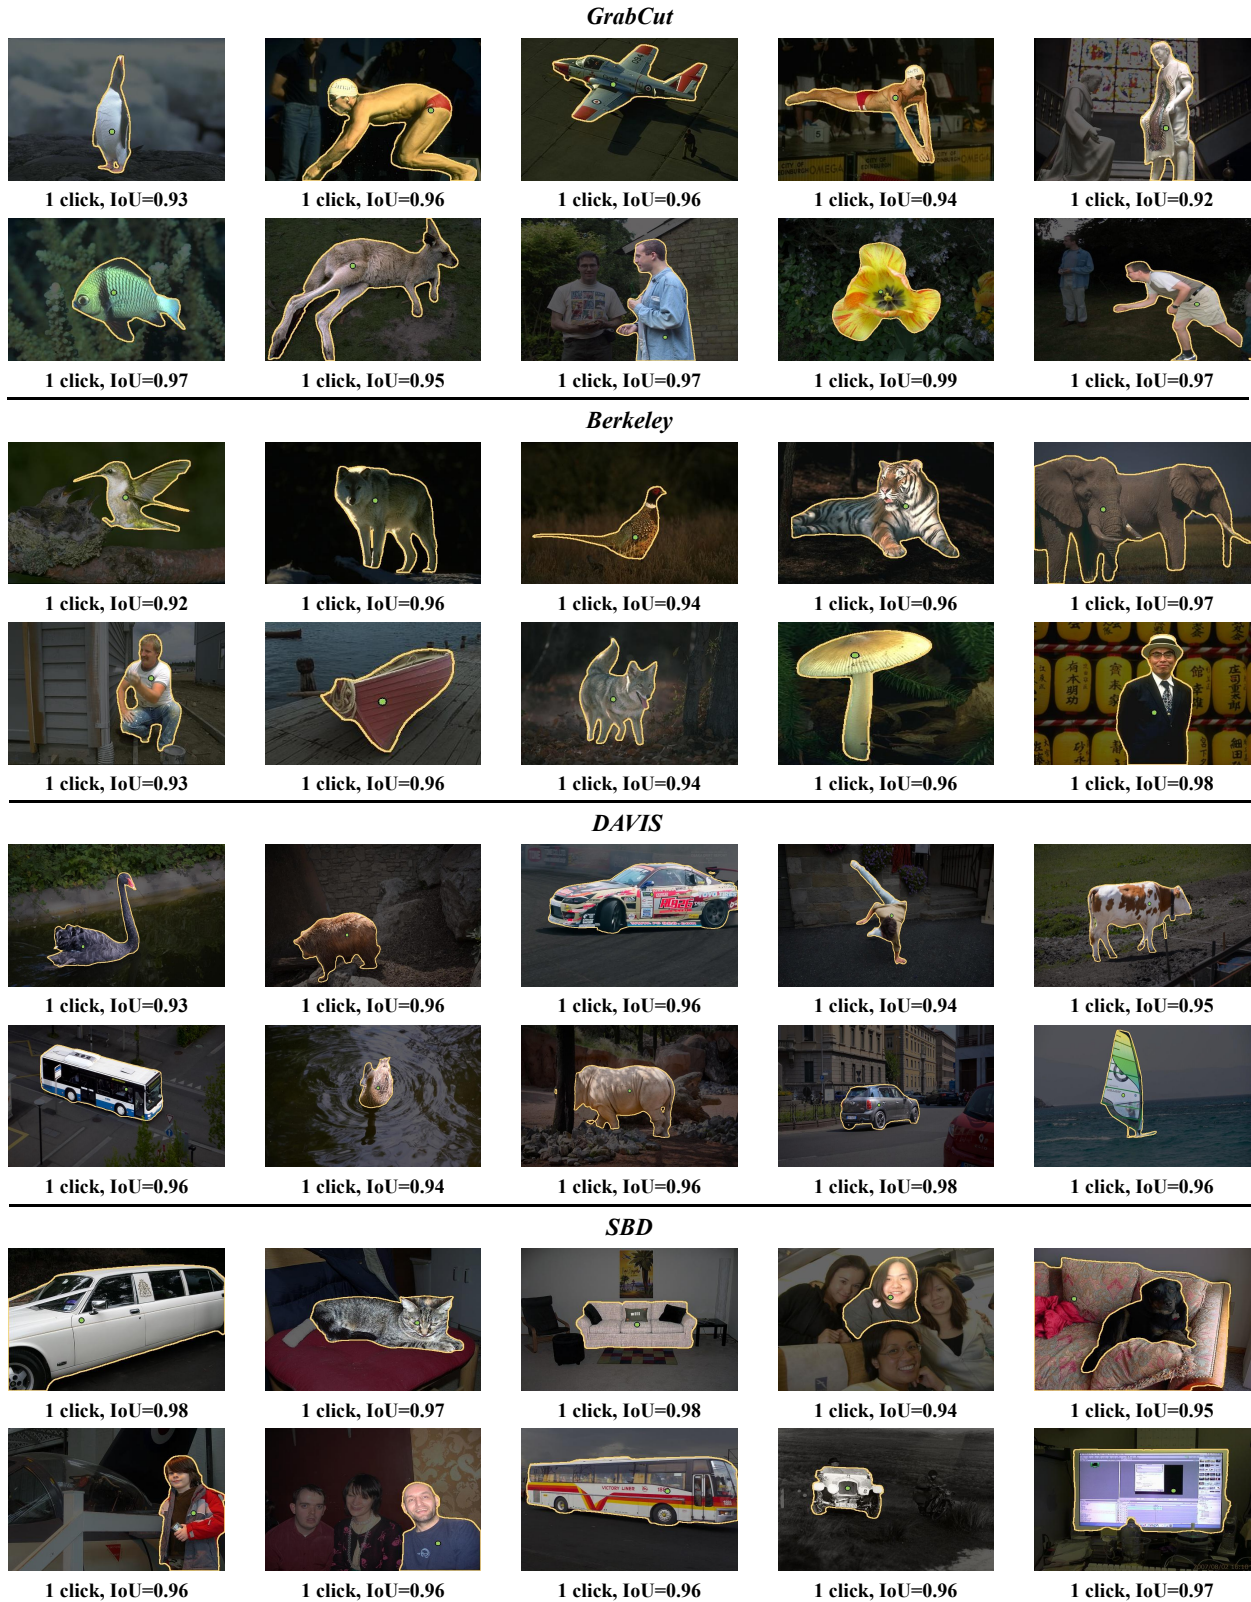 GrabCut
1 click, IoU=0.93
1 click, IoU=0.96
1 click, IoU=0.96
1 click, IoU=0.94
1 click, IoU=0.92
1 click, IoU=0.97
1 click, IoU=0.95
1 click, IoU=0.97
1 click, IoU=0.99
1 click, IoU=0.97
Berkeley
1 click, IoU=0.92
1 click, IoU=0.96
1 click, IoU=0.94
1 click, IoU=0.96
1 click, IoU=0.97
1 click, IoU=0.93
1 click, IoU=0.96
1 click, IoU=0.94
1 click, IoU=0.96
1 click, IoU=0.98
DAVIS
1 click, IoU=0.93
1 click, IoU=0.96
1 click, IoU=0.96
1 click, IoU=0.94
1 click, IoU=0.95
1 click, IoU=0.96
1 click, IoU=0.94
1 click, IoU=0.96
1 click, IoU=0.98
1 click, IoU=0.96
SBD
1 click, IoU=0.98
1 click, IoU=0.97
1 click, IoU=0.98
1 click, IoU=0.94
1 click, IoU=0.95
VICTORY LINER
1 click, IoU=0.96
1 click, IoU=0.96
1 click, IoU=0.96
1 click, IoU=0.96
1 click, IoU=0.97